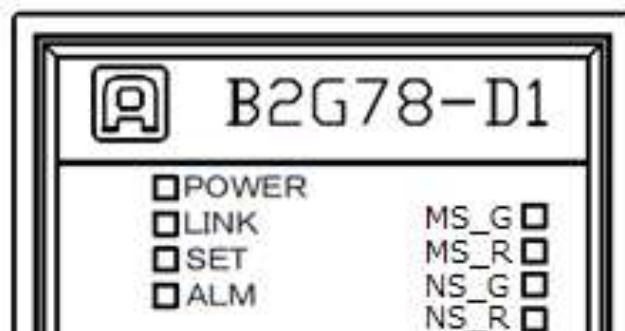 B2G78-D1
POWER
LINK
SET
ALM
MS_G
MS_R
NS_G
NS_R